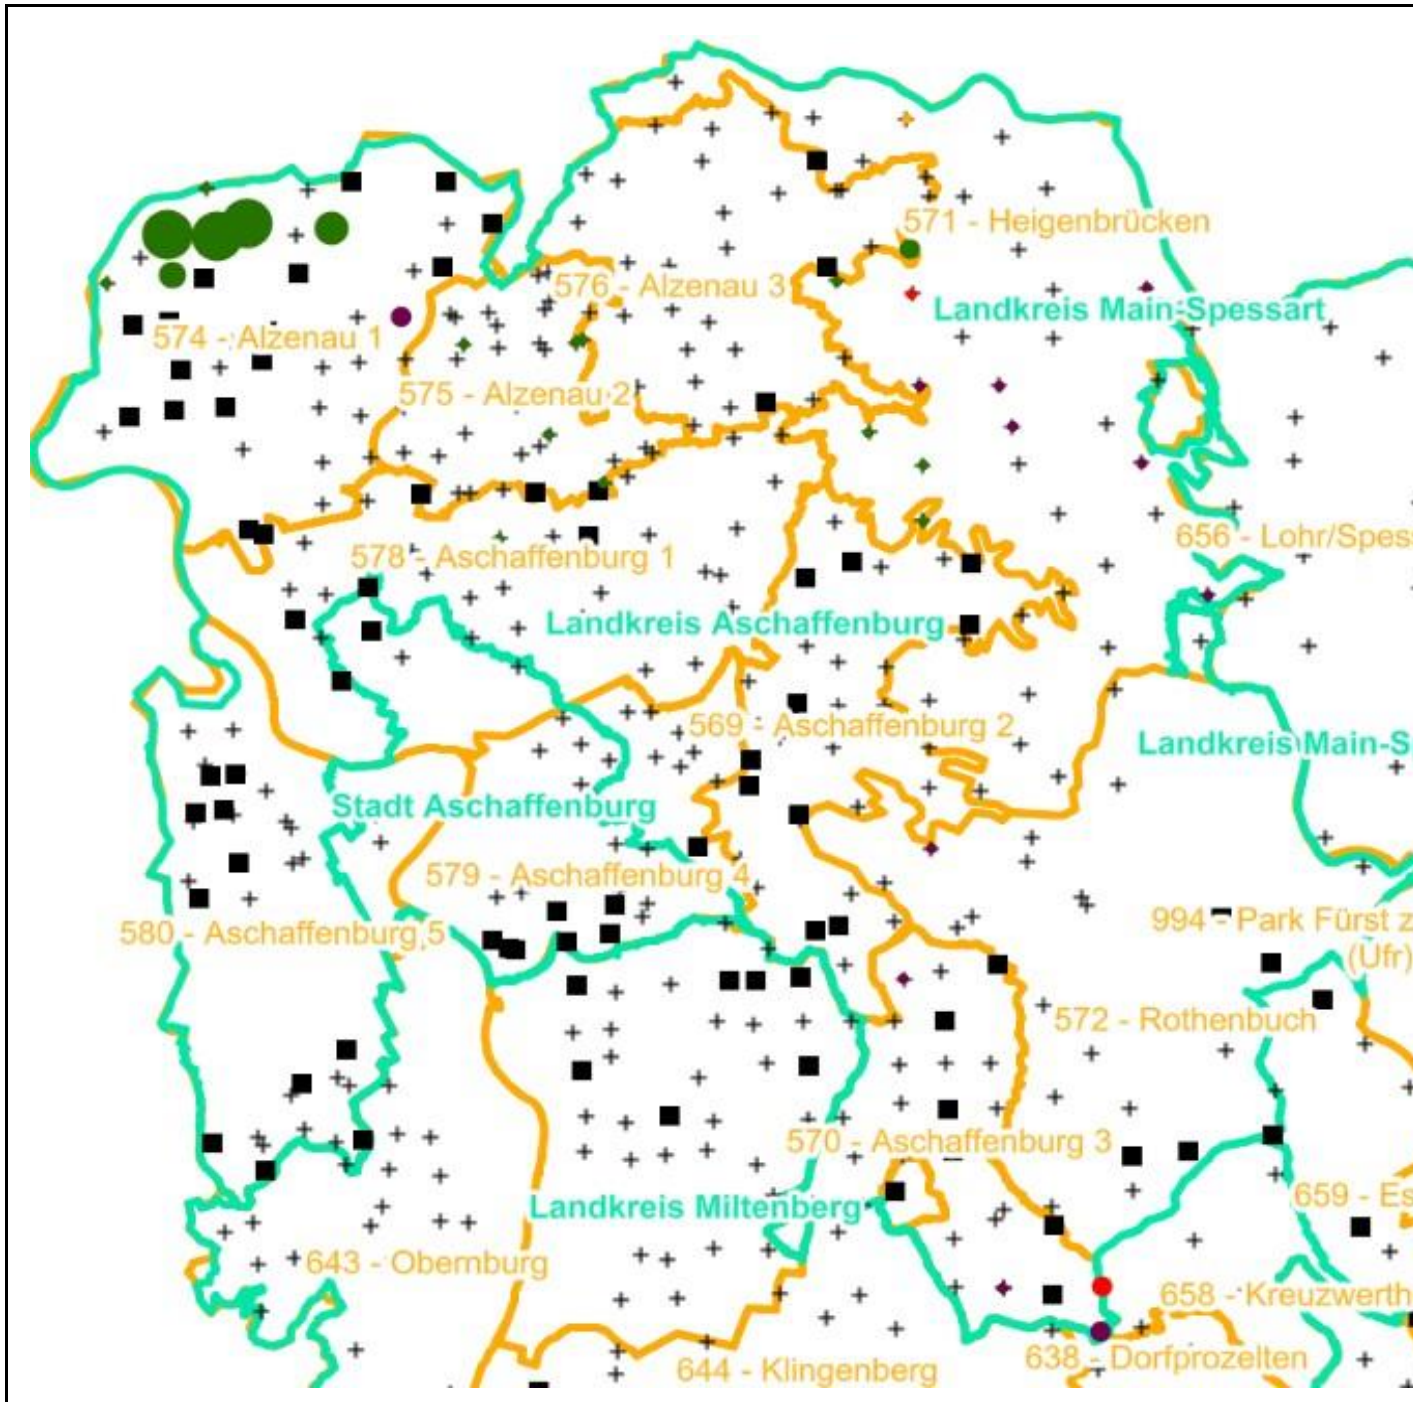 571 - Heigenbrücken
576 - Alzenau 3
Landkreis Main-Spessart
574 - Alzenau 1
575 - Alzenau 2
656 - Lohr/Spess
578 - Aschaffenburg 1
Landkreis Aschaffenburg
569 - Aschaffenburg 2
Landkreis Main-S
Stadt Aschaffenburg
579 - Aschaffenburg 4
994 - Park Fürst z
580 - Aschaffenburg 5
(Ufr)
572 - Rothenbuch
570 - Aschaffenburg 3
659 - Es
Landkreis Miltenberg
643 - Obernburg
658 - Kreuzwerth
638 - Dorfprozelten
644 - Klingenberg